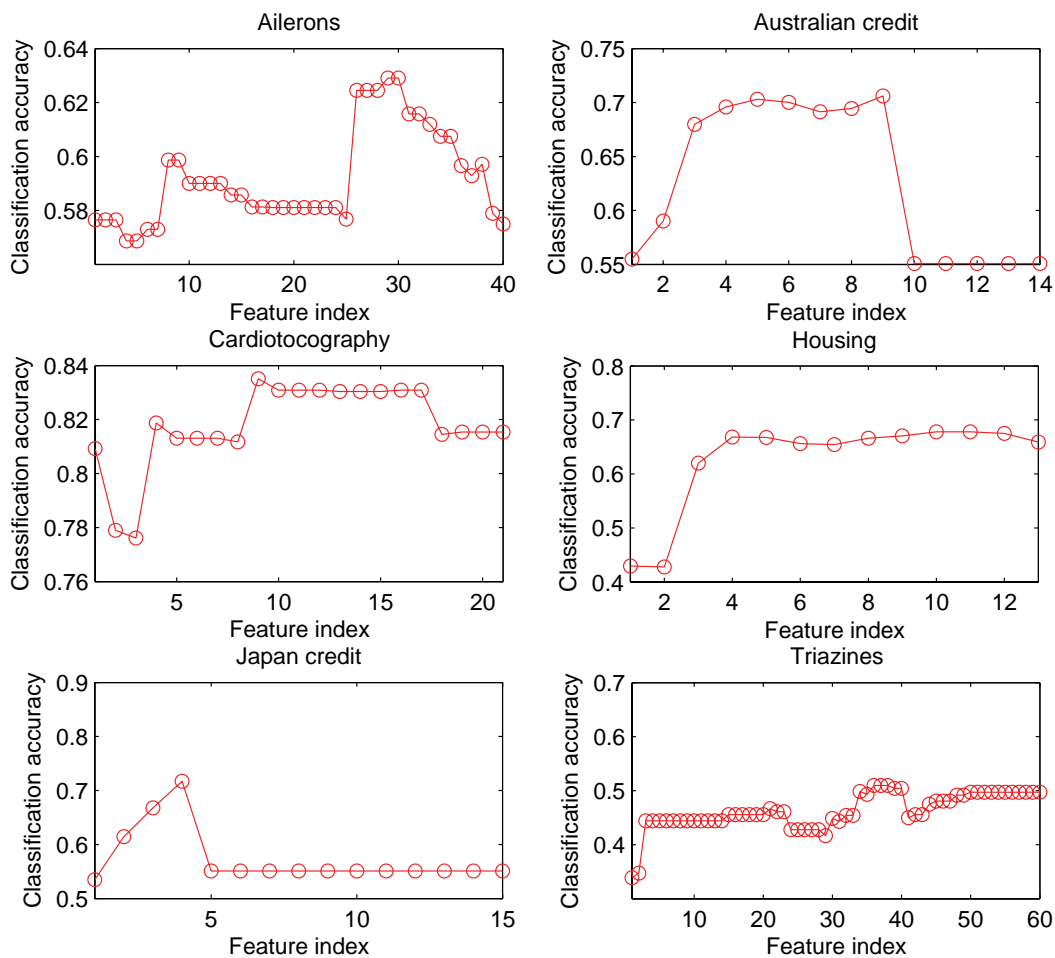 Ailerons
Classification accuracy
0.64
0.62
0.6
0.58
10 20 30 40
Feature index
Australian credit
Classification accuracy
0.75
0.7
0.65
0.6
0.55
2 4 6 8 10 12 14
Feature index
Cardiotocography
Classification accuracy
0.84
0.82
0.8
0.78
0.76
5 10 15 20
Feature index
Housing
Classification accuracy
0.8
0.7
0.6
0.5
0.4
2 4 6 8 10 12
Feature index
Japan credit
Classification accuracy
0.9
0.8
0.7
0.6
0.5
5 10 15
Feature index
Triazines
Classification accuracy
0.7
0.6
0.5
0.4
10 20 30 40 50 60
Feature index